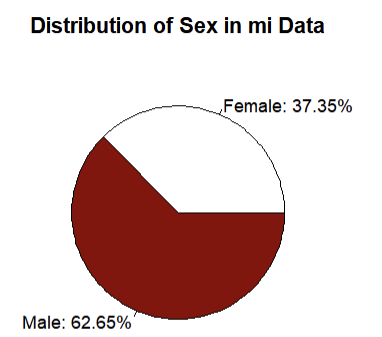 Distribution of Sex in mi Data
Female: 37.35%
Male: 62.65%